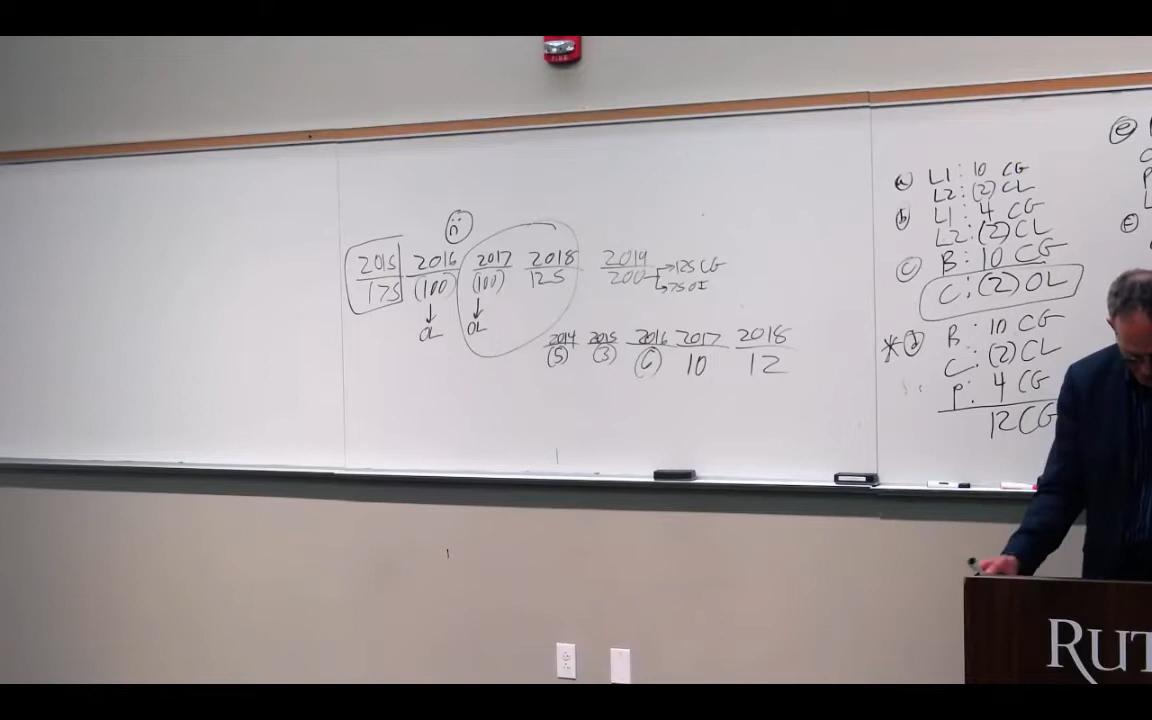 2015 2016 2017 2018 2019
175 (100) (100) 125 200 →125 CG
↳75 OI
↓ OL ↓ OL
2014 2015 2016 2017 2018
(5) (3) (6) 10 12
a L1: 10 CG
L2: (2) CL
b L1: 4 CG
L2: (2) CL
c B: 10 CG
C: (2) OL
* d B: 10 CG
C: (2) CL
P: 4 CG
12 CG
e
P
FIRE
RUT